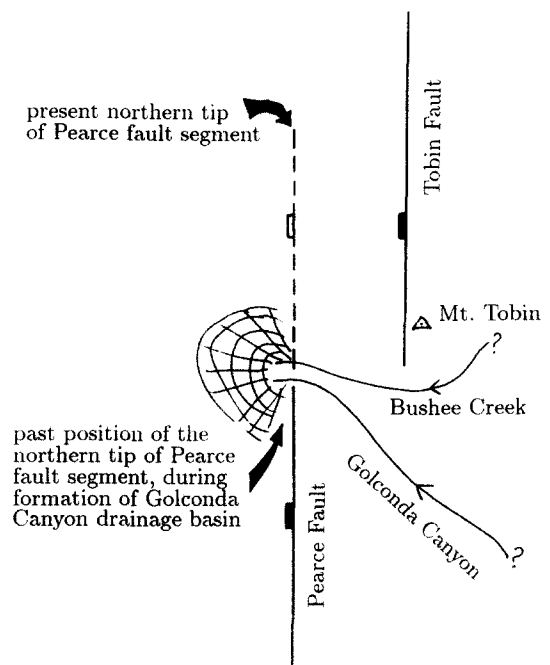 present northern tip
of Pearce fault segment
Tobin Fault
Mt. Tobin
?
Bushee Creek
past position of the
northern tip of Pearce
fault segment, during
formation of Golconda
Canyon drainage basin
Golconda Canyon
?
Pearce Fault